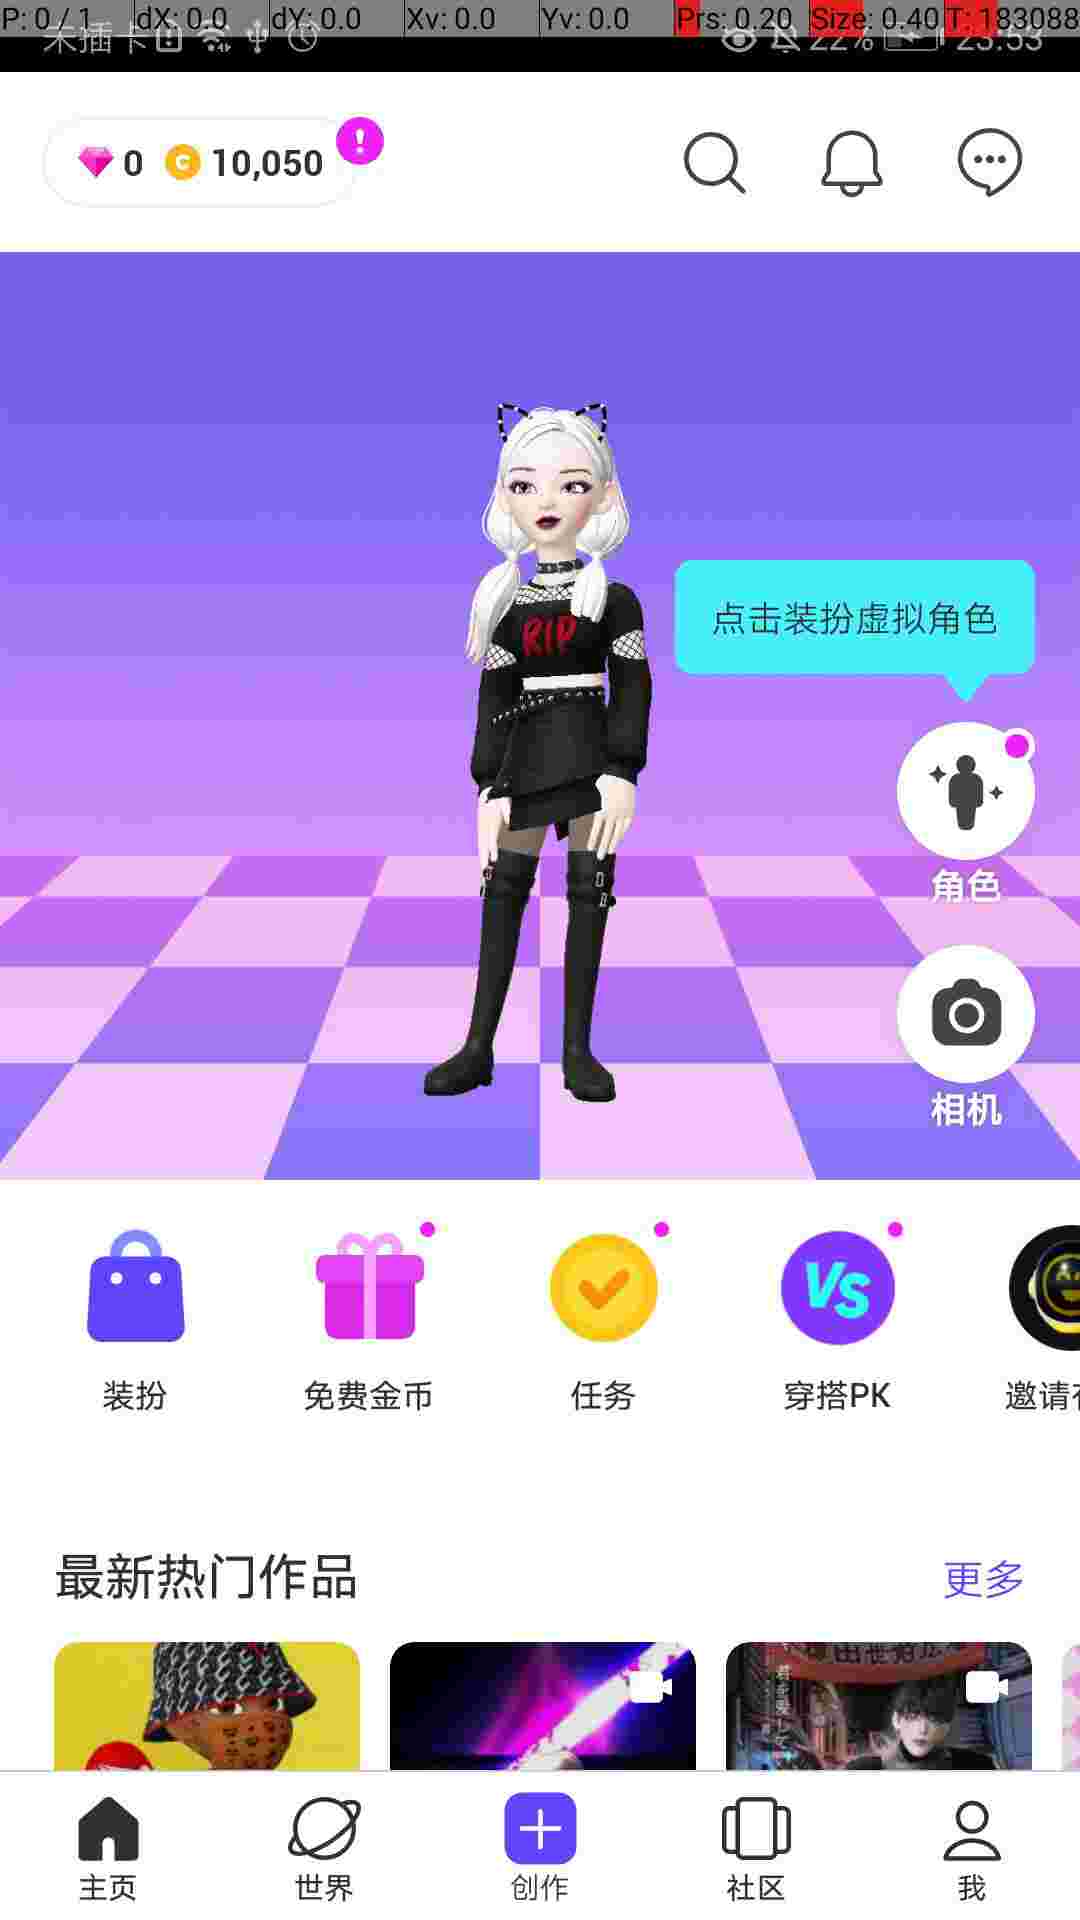 P: 0 / 1 dX: 0.0 dY: 0.0 Xv: 0.0 Yv: 0.0 Prs: 0.20 Size: 0.40 T: 183088
未插卡 22% 23:53
0 C 10,050
点击装扮虚拟角色
RIP
角色
相机
VS
装扮 免费金币 任务 穿搭PK 邀请
最新热门作品 更多
主页 世界 创作 社区 我